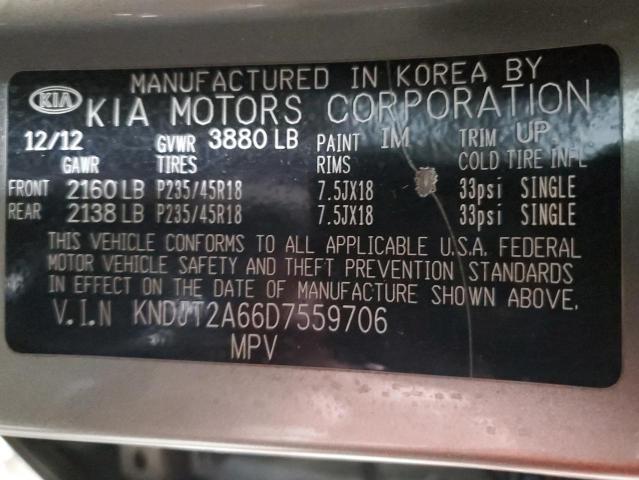 MANUFACTURED IN KOREA BY
KIA KIA MOTORS CORPORATION
12/12 GVWR 3880 LB PAINT IM TRIM UP
GAWR TIRES RIMS COLD TIRE INFL
FRONT 2160 LB P235/45R18 7.5JX18 33psi SINGLE
REAR 2138 LB P235/45R18 7.5JX18 33psi SINGLE
THIS VEHICLE CONFORMS TO ALL APPLICABLE U.S.A. FEDERAL
MOTOR VEHICLE SAFETY AND THEFT PREVENTION STANDARDS
IN EFFECT ON THE DATE OF MANUFACTURE SHOWN ABOVE.
V.I.N KNDJT2A66D7559706
MPV